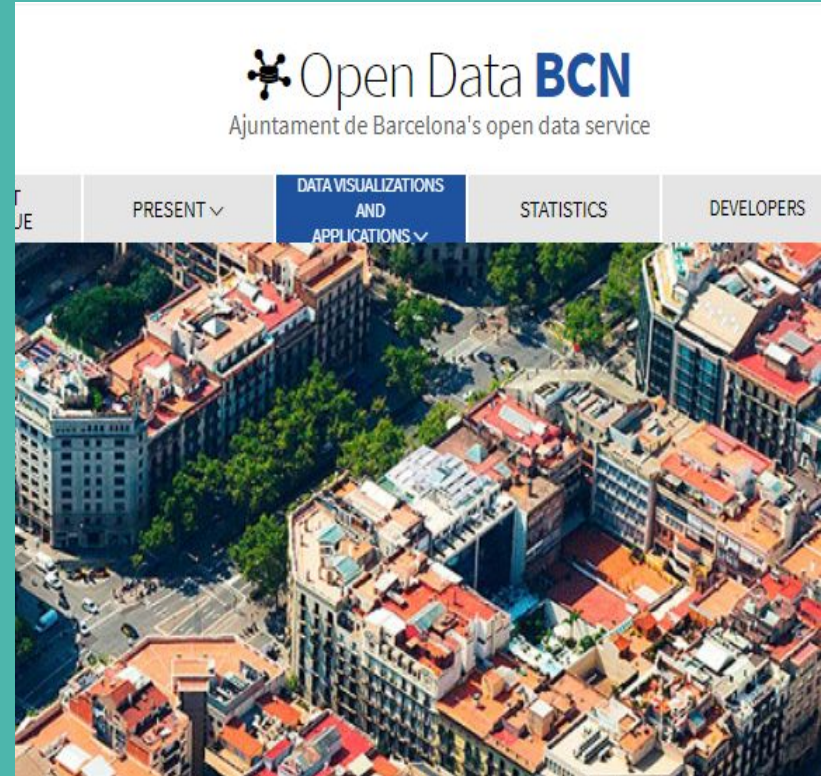 Open Data BCN
Ajuntament de Barcelona's open data service
PRESENT
DATA VISUALIZATIONS
AND
APPLICATIONS
STATISTICS
DEVELOPERS